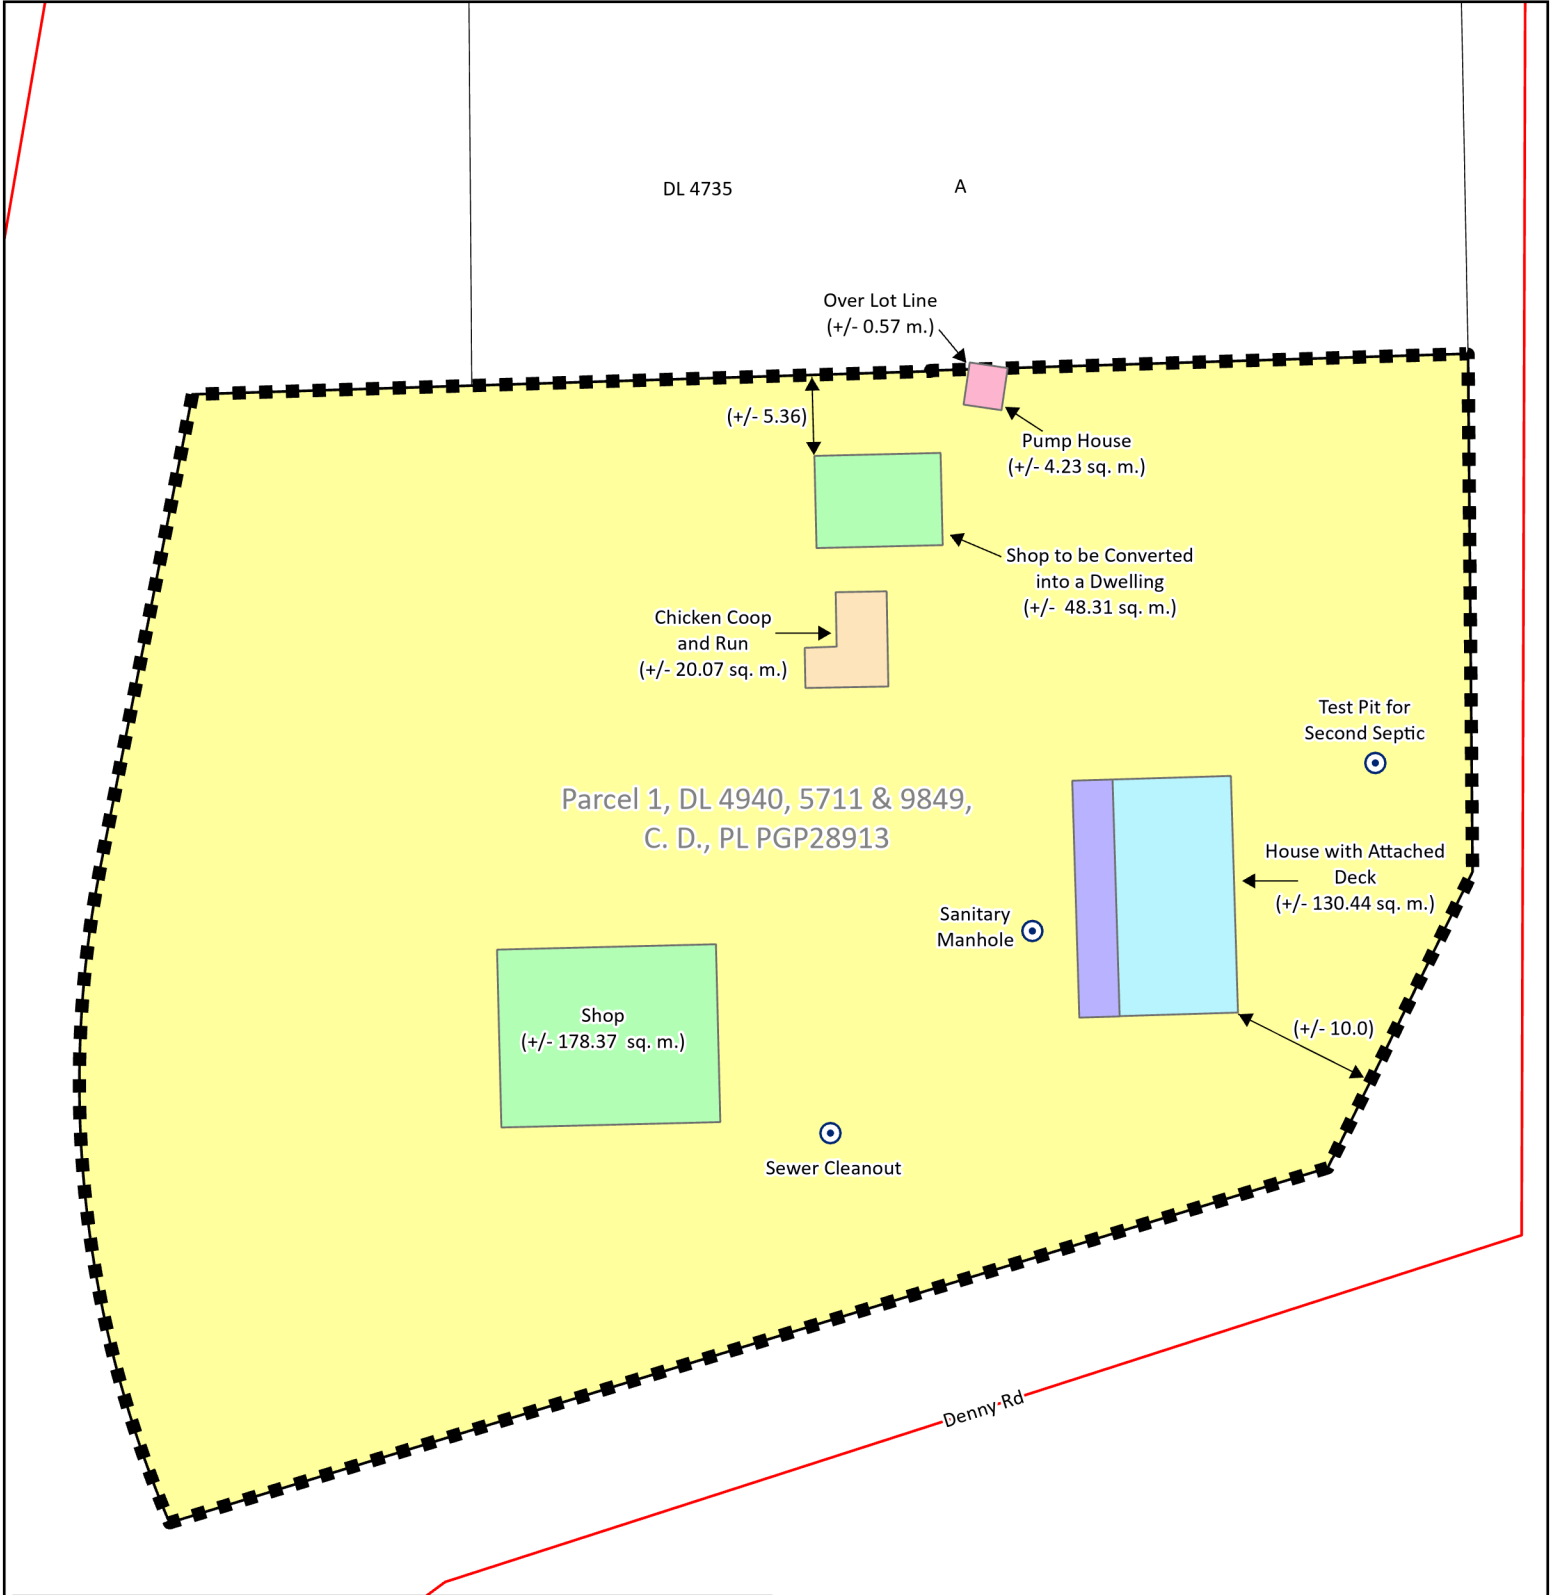 DL 4735
A
Over Lot Line
(+/- 0.57 m.)
(+/- 5.36)
Pump House
(+/- 4.23 sq. m.)
Shop to be Converted
into a Dwelling
(+/-  48.31 sq. m.)
Chicken Coop
and Run
(+/- 20.07 sq. m.)
Test Pit for
Second Septic
Parcel 1, DL 4940, 5711 & 9849,
C. D., PL PGP28913
House with Attached
Deck
(+/- 130.44 sq. m.)
Sanitary
Manhole
Shop
(+/- 178.37  sq. m.)
(+/- 10.0)
Sewer Cleanout
Denny Rd